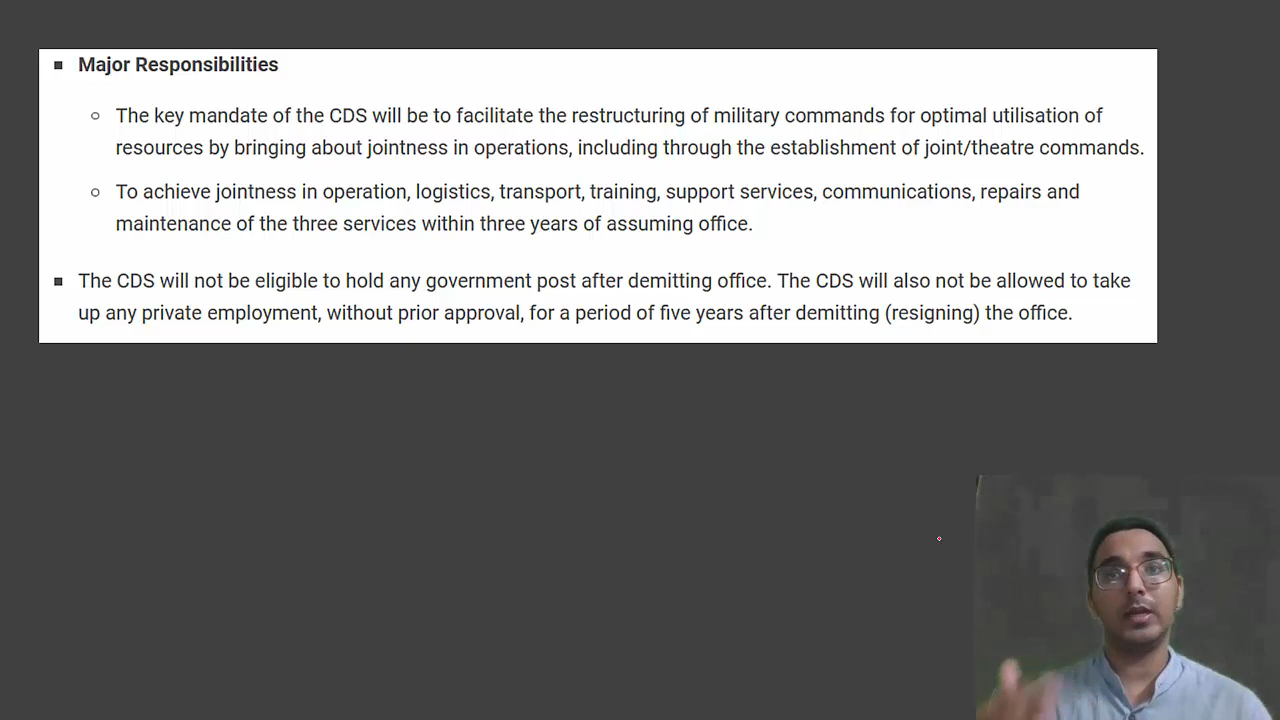 Major Responsibilities
The key mandate of the CDS will be to facilitate the restructuring of military commands for optimal utilisation of
resources by bringing about jointness in operations, including through the establishment of joint/theatre commands.
To achieve jointness in operation, logistics, transport, training, support services, communications, repairs and
maintenance of the three services within three years of assuming office.
The CDS will not be eligible to hold any government post after demitting office. The CDS will also not be allowed to take
up any private employment, without prior approval, for a period of five years after demitting (resigning) the office.